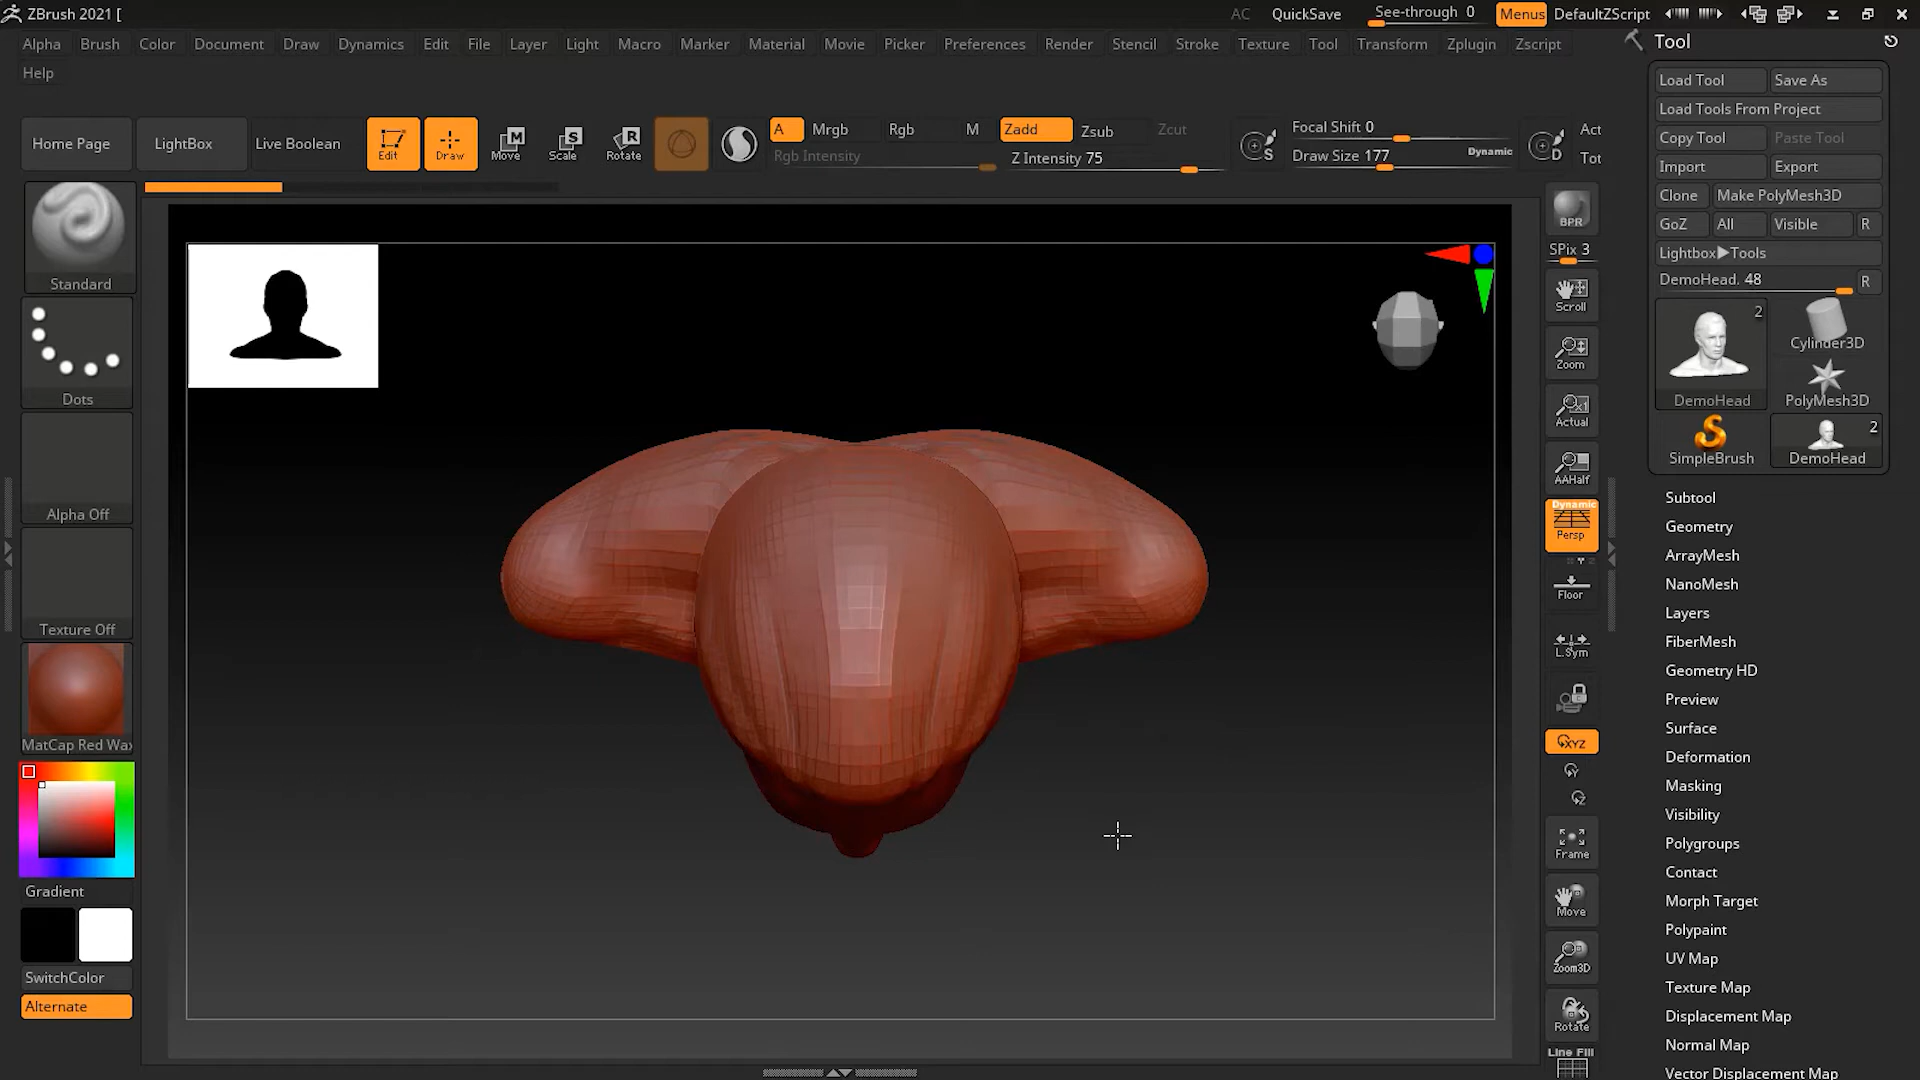 ZBrush 2021 [
AC QuickSave See-through 0 Menus DefaultZScript
Alpha Brush Color Document Draw Dynamics Edit File Layer Light Macro Marker Material Movie Picker Preferences Render Stencil Stroke Texture Tool Transform Zplugin Zscript
Help
Home Page LightBox Live Boolean Edit Draw Move Scale Rotate
M S R
A Mrgb Rgb M Zadd Zsub Zcut
Rgb Intensity Z Intensity 75
S Focal Shift 0
Draw Size 177 Dynamic
D Act
Tot
Standard
Dots
Alpha Off
Texture Off
MatCap Red Wax
Gradient
SwitchColor
Alternate
BPR
SPix 3
Scroll
Zoom
Actual
AAHalf
Dynamic
Persp
Floor
L.Sym
XYZ
Y
Z
Frame
Move
Zoom3D
Rotate
Line Fill
Tool
Load Tool Save As
Load Tools From Project
Copy Tool Paste Tool
Import Export
Clone Make PolyMesh3D
GoZ All Visible R
Lightbox▶Tools
DemoHead. 48 R
2
Cylinder3D
DemoHead PolyMesh3D
2
SimpleBrush DemoHead
Subtool
Geometry
ArrayMesh
NanoMesh
Layers
FiberMesh
Geometry HD
Preview
Surface
Deformation
Masking
Visibility
Polygroups
Contact
Morph Target
Polypaint
UV Map
Texture Map
Displacement Map
Normal Map
Vector Displacement Map